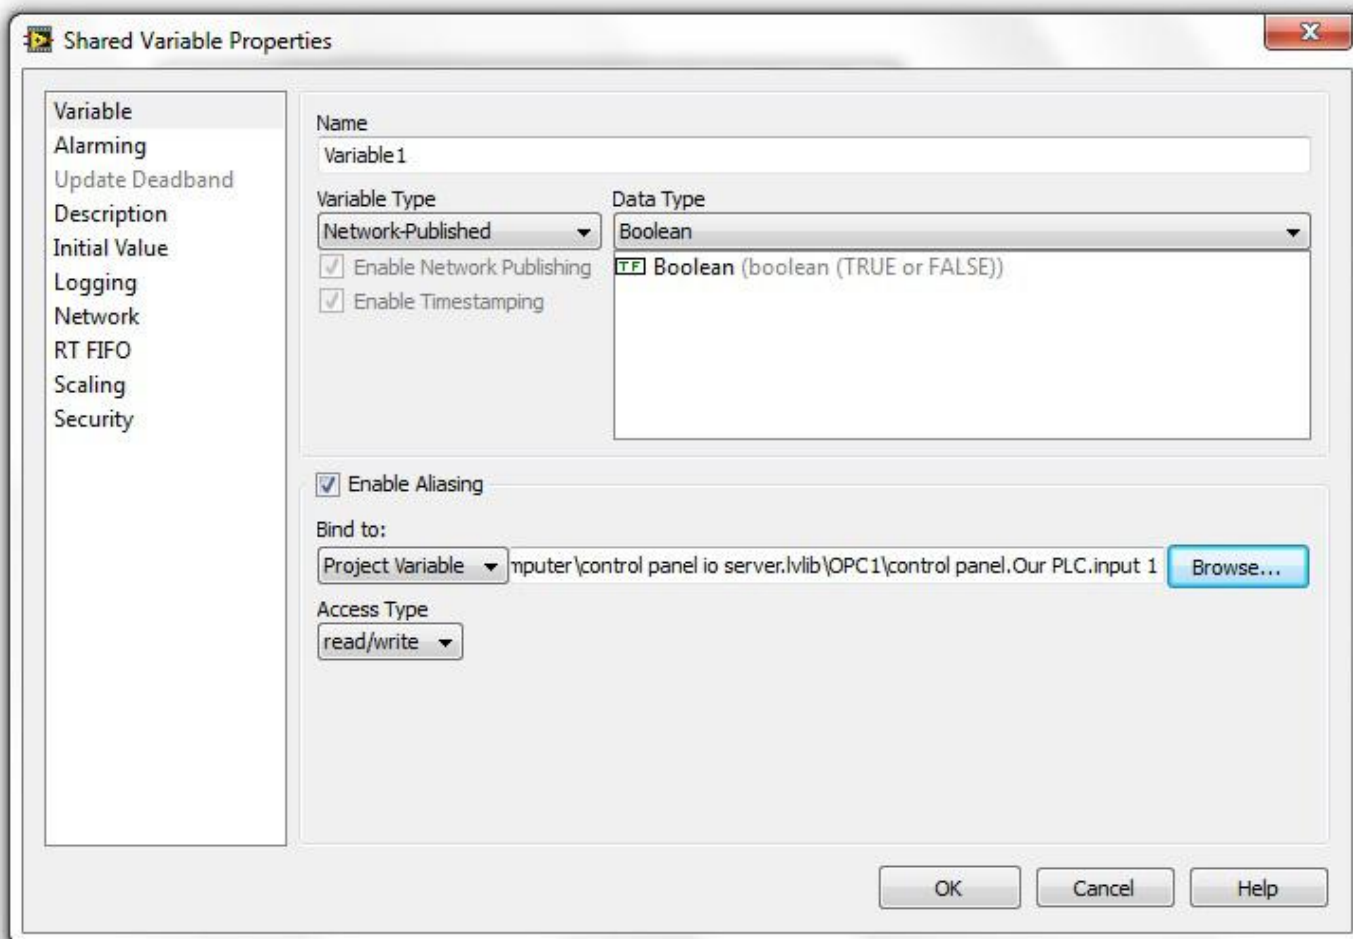 Shared Variable Properties
Variable
Alarming
Update Deadband
Description
Initial Value
Logging
Network
RT FIFO
Scaling
Security
Name
Variable1
Variable Type
Data Type
Network-Published
Boolean
Enable Network Publishing
TF Boolean (boolean (TRUE or FALSE))
Enable Timestamping
Enable Aliasing
Bind to:
Project Variable mputer\control panel io server.lvlib\OPC1\control panel.Our PLC.input 1 Browse...
Access Type
read/write
OK Cancel Help